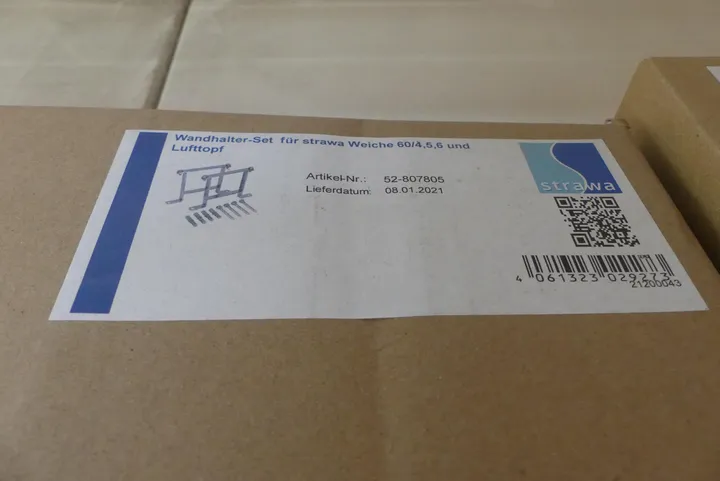 Wandhalter-Set für strawa Weiche 60/4,5,6 und
Lufttopf
Artikel-Nr.: 52-807805
Lieferdatum: 08.01.2021
strawa
4 061323 029273
21200043